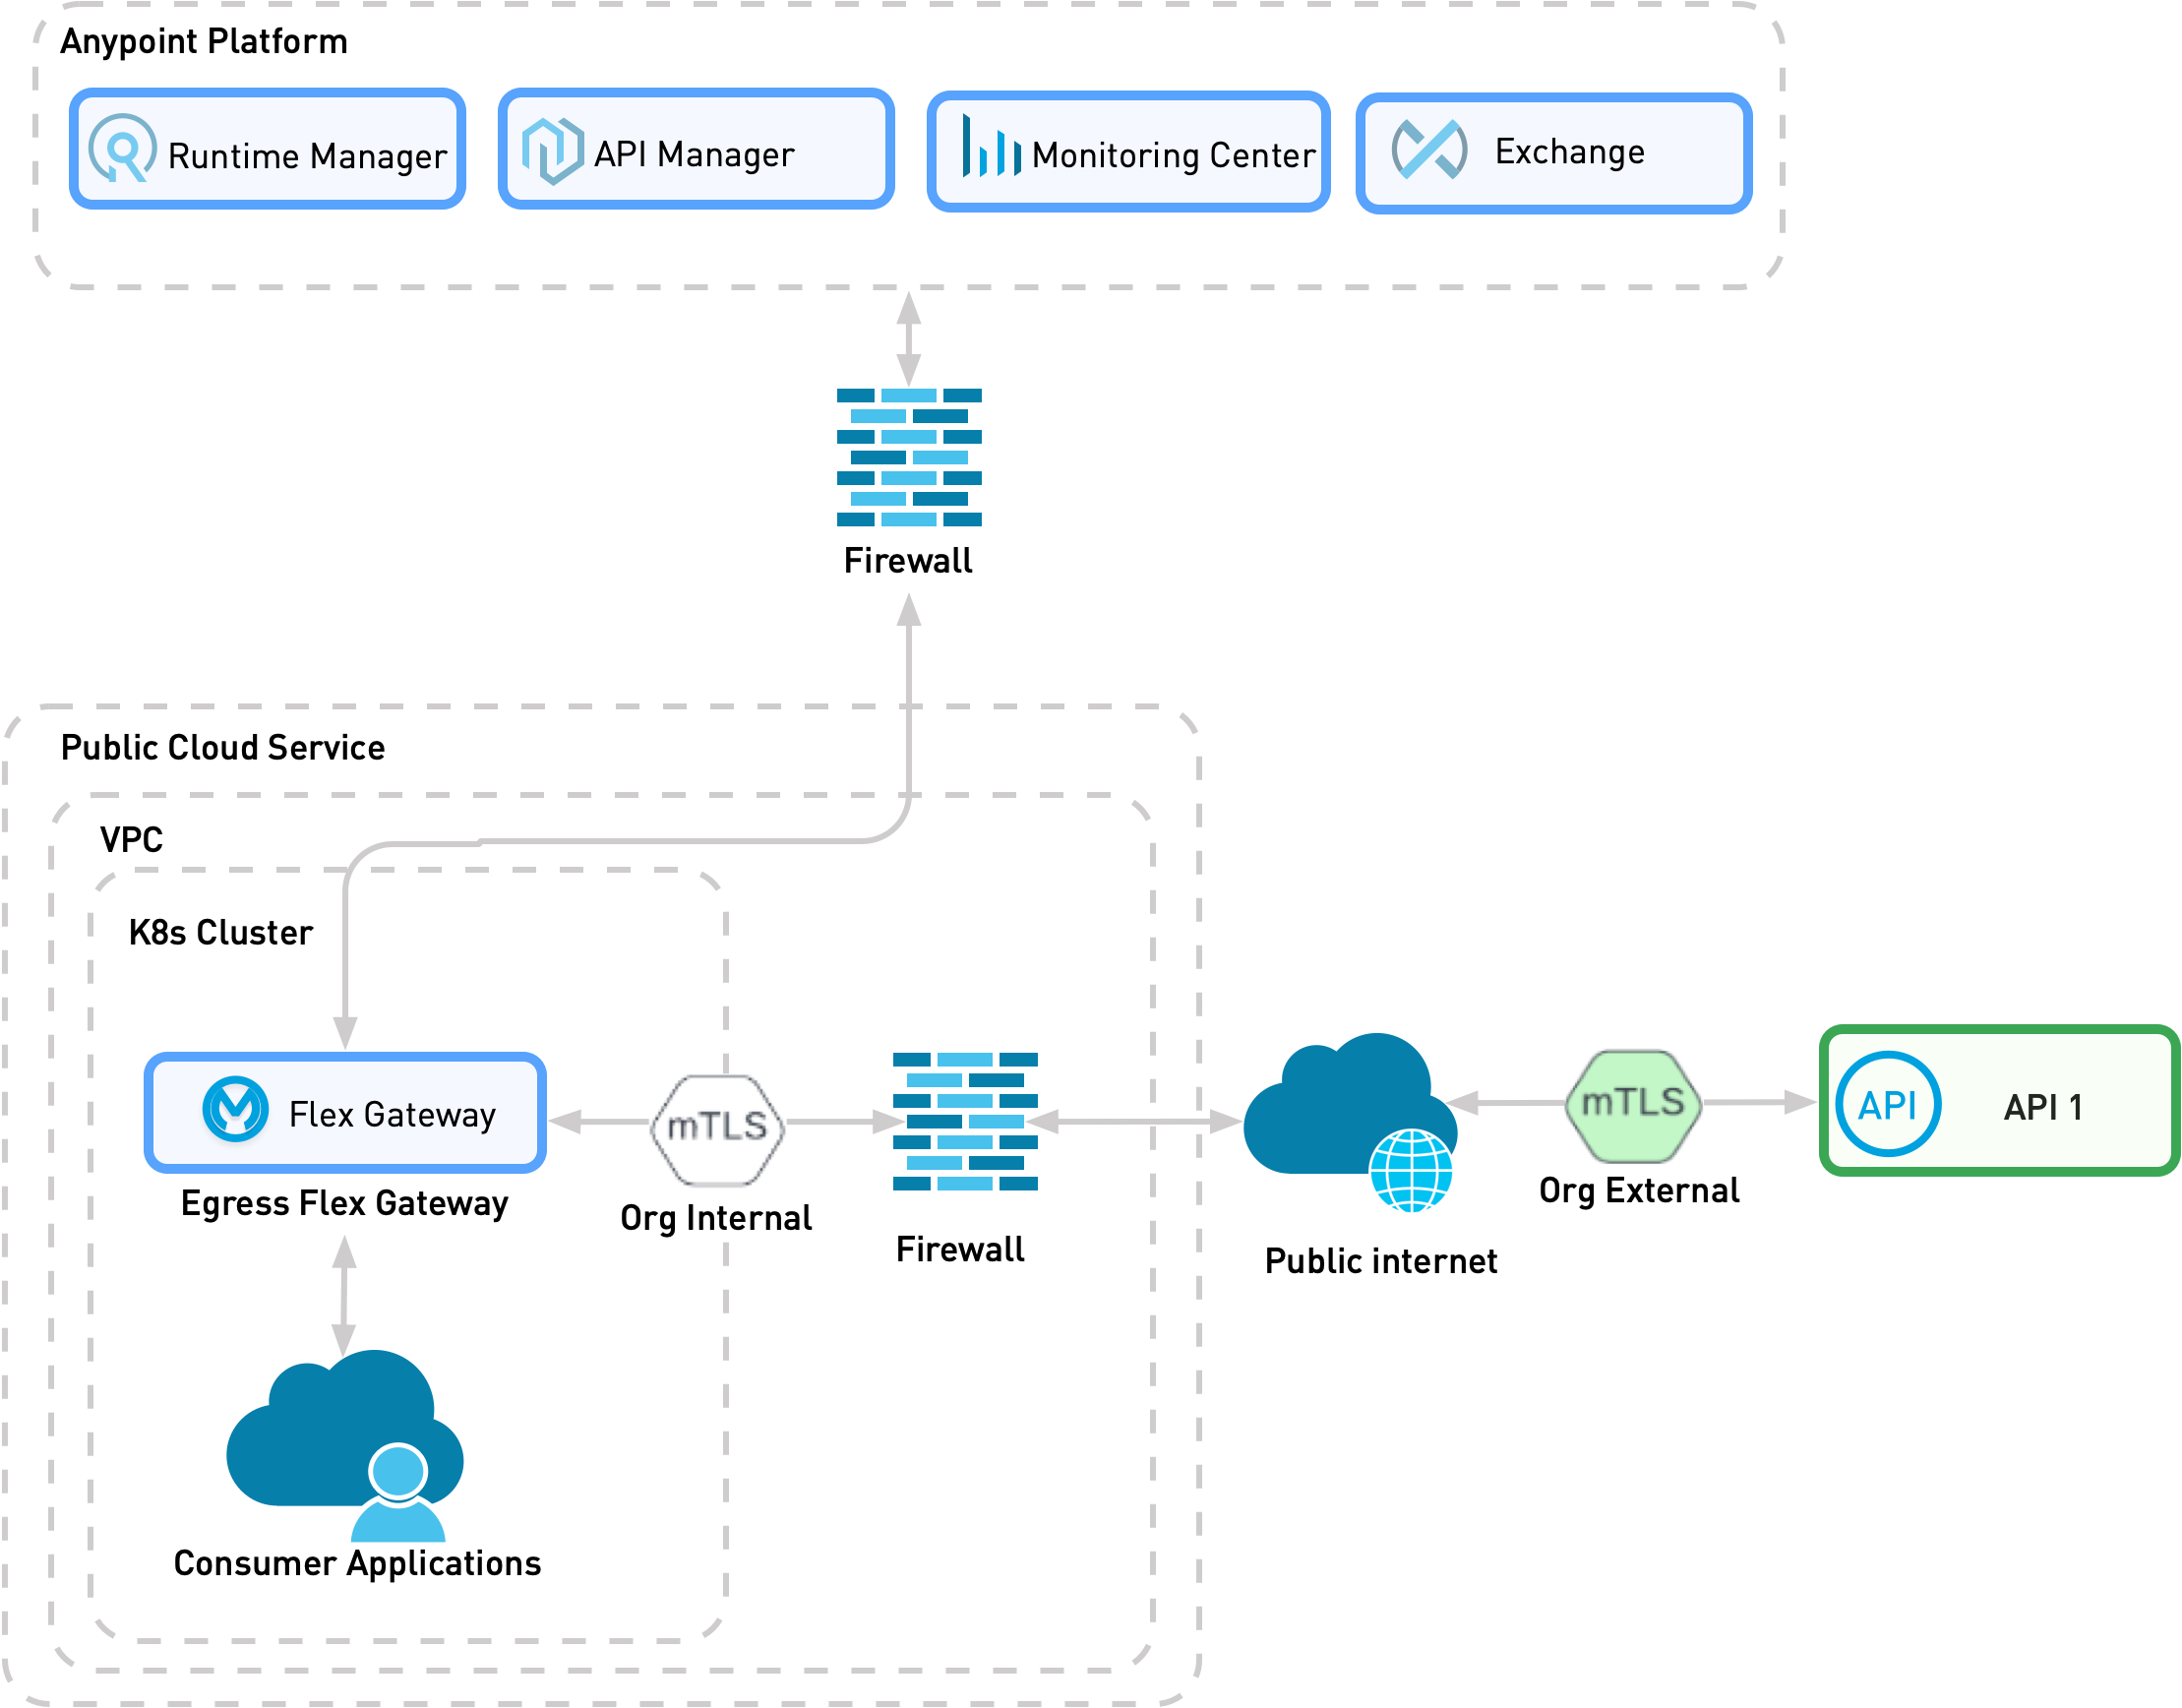 Anypoint Platform
Runtime Manager
API Manager
Monitoring Center
Exchange
Firewall
Public Cloud Service
VPC
K8s Cluster
Flex Gateway
Egress Flex Gateway
mTLS
Org Internal
Firewall
Public internet
mTLS
Org External
API
API 1
Consumer Applications